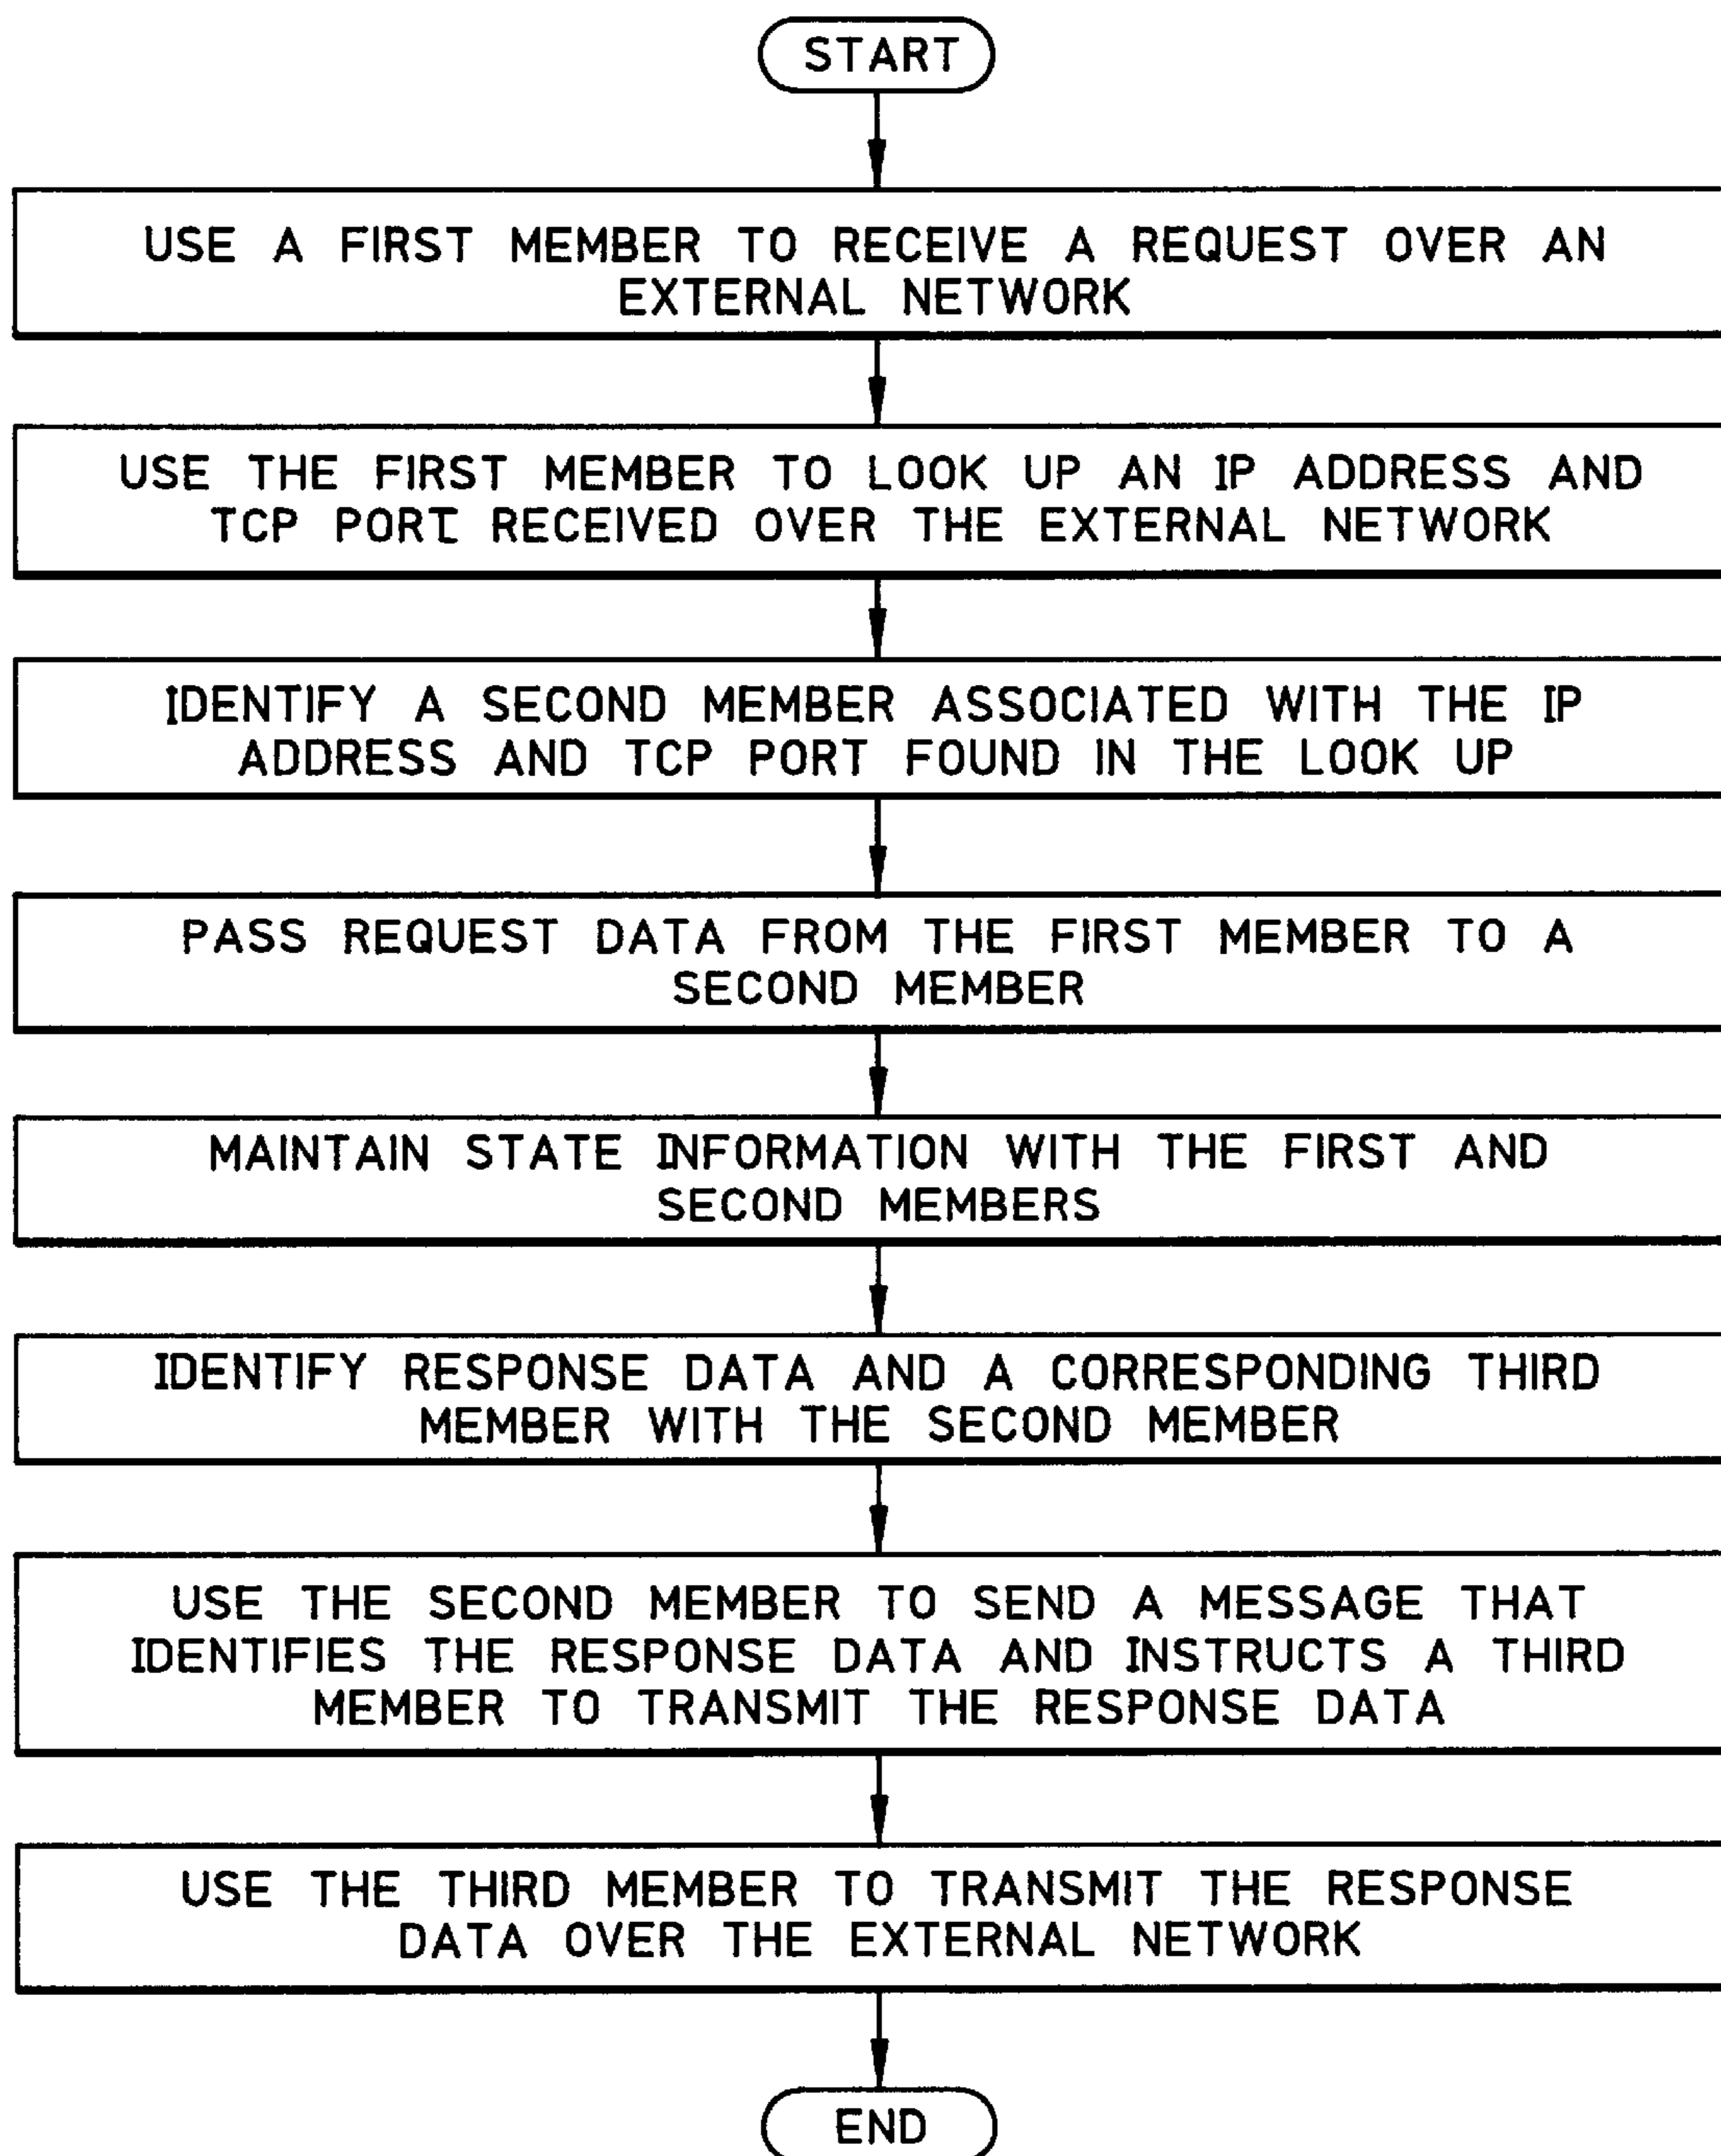 START
USE A FIRST MEMBER TO RECEIVE A REQUEST OVER AN
EXTERNAL NETWORK
USE THE FIRST MEMBER TO LOOK UP AN IP ADDRESS AND
TCP PORT RECEIVED OVER THE EXTERNAL NETWORK
IDENTIFY A SECOND MEMBER ASSOCIATED WITH THE IP
ADDRESS AND TCP PORT FOUND IN THE LOOK UP
PASS REQUEST DATA FROM THE FIRST MEMBER TO A
SECOND MEMBER
MAINTAIN STATE INFORMATION WITH THE FIRST AND
SECOND MEMBERS
IDENTIFY RESPONSE DATA AND A CORRESPONDING THIRD
MEMBER WITH THE SECOND MEMBER
USE THE SECOND MEMBER TO SEND A MESSAGE THAT
IDENTIFIES THE RESPONSE DATA AND INSTRUCTS A THIRD
MEMBER TO TRANSMIT THE RESPONSE DATA
USE THE THIRD MEMBER TO TRANSMIT THE RESPONSE
DATA OVER THE EXTERNAL NETWORK
END